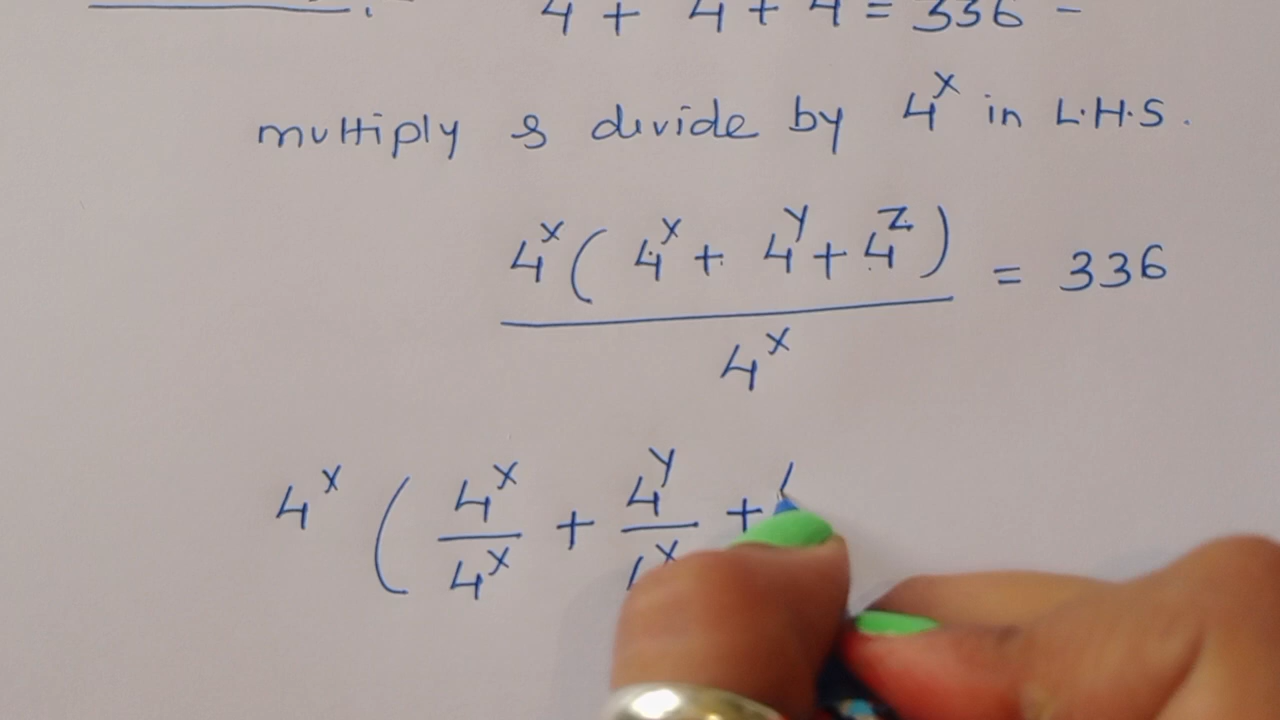 4 + 4 + 4 = 336 -
multiply & divide by 4^x in L.H.S.
4^x ( 4^x + 4^y + 4^z ) / 4^x = 336
4^x ( 4^x / 4^x + 4^y / 4^x +